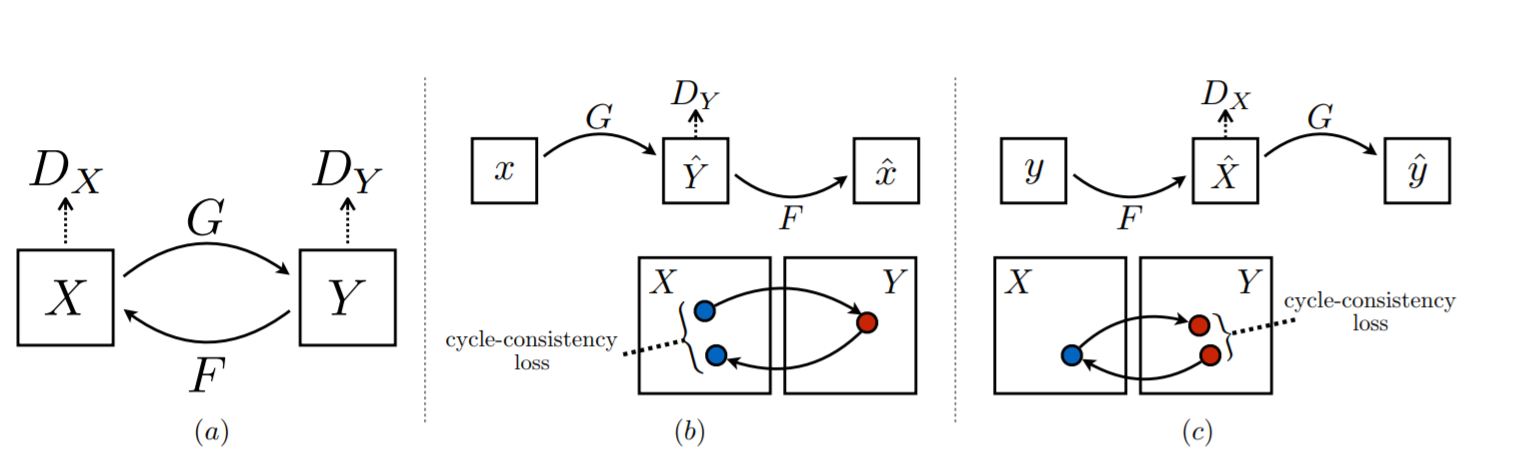 D_X
D_Y
G
X
Y
F
(a)
G
D_Y
x
Ŷ
x̂
F
X
Y
cycle-consistency
loss
(b)
D_X
G
y
X̂
ŷ
F
X
Y
cycle-consistency
loss
(c)